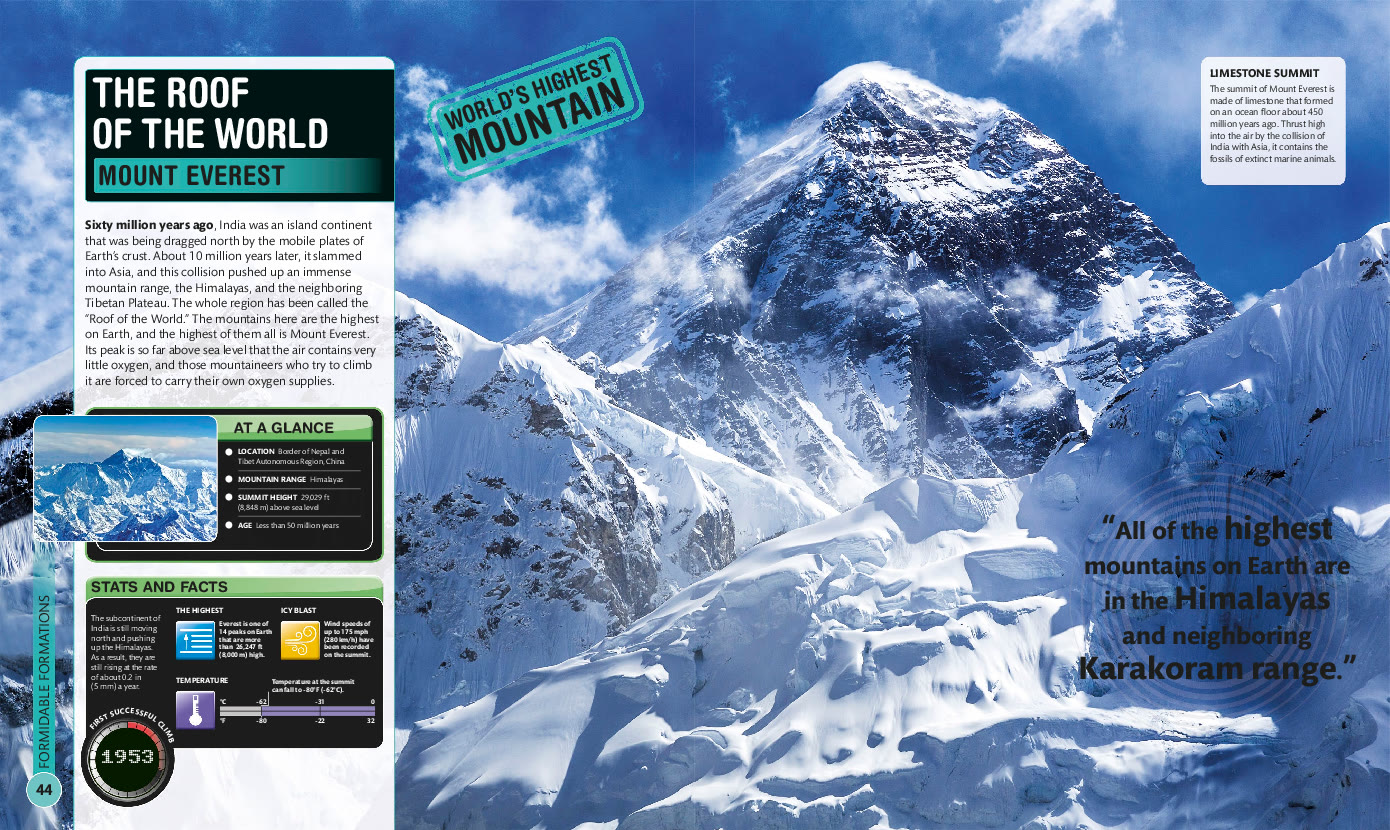 THE ROOF
OF THE WORLD
MOUNT EVEREST
Sixty million years ago, India was an island continent
that was being dragged north by the mobile plates of
Earth's crust. About 10 million years later, it slammed
into Asia, and this collision pushed up an immense
mountain range, the Himalayas, and the neighboring
Tibetan Plateau. The whole region has been called the
“Roof of the World.” The mountains here are the highest
on Earth, and the highest of them all is Mount Everest.
Its peak is so far above sea level that the air contains very
little oxygen, and those mountaineers who try to climb
it are forced to carry their own oxygen supplies.
AT A GLANCE
LOCATION Border of Nepal and
Tibet Autonomous Region, China
MOUNTAIN RANGE Himalayas
SUMMIT HEIGHT 29,029 ft
(8,848 m) above sea level
AGE Less than 50 million years
STATS AND FACTS
The subcontinent of
India is still moving
north and pushing
up the Himalayas.
As a result, they are
still rising at the rate
of about 0.2 in
(5 mm) a year.
THE HIGHEST
Everest is one of
14 peaks on Earth
that are more
than 26,247 ft
(8,000 m) high.
ICY BLAST
Wind speeds of
up to 175 mph
(280 km/h) have
been recorded
on the summit.
TEMPERATURE
Temperature at the summit
can fall to -80°F (-62°C).
°C -62 -31 0
°F -80 -22 32
FIRST SUCCESSFUL CLIMB
1953
FORMIDABLE FORMATIONS
44
WORLD'S HIGHEST
MOUNTAIN
LIMESTONE SUMMIT
The summit of Mount Everest is
made of limestone that formed
on an ocean floor about 450
million years ago. Thrust high
into the air by the collision of
India with Asia, it contains the
fossils of extinct marine animals.
“All of the highest
mountains on Earth are
in the Himalayas
and neighboring
Karakoram range.”